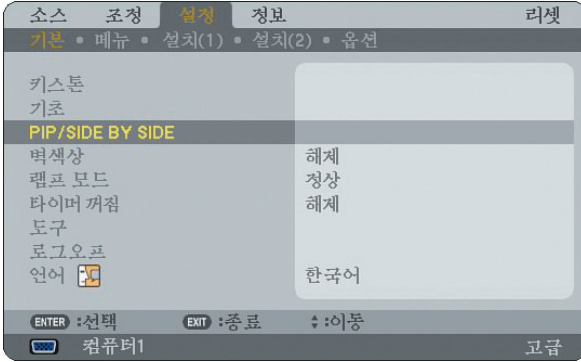 소스 조정 설정 정보 리셋
기본 • 메뉴 • 설치(1) • 설치(2) • 옵션
키스톤
기초
PIP/SIDE BY SIDE
벽색상 해제
램프 모드 정상
타이머 꺼짐 해제
도구
로그오프
언어 한국어
ENTER :선택 EXIT :종료 :이동
컴퓨터1 고급